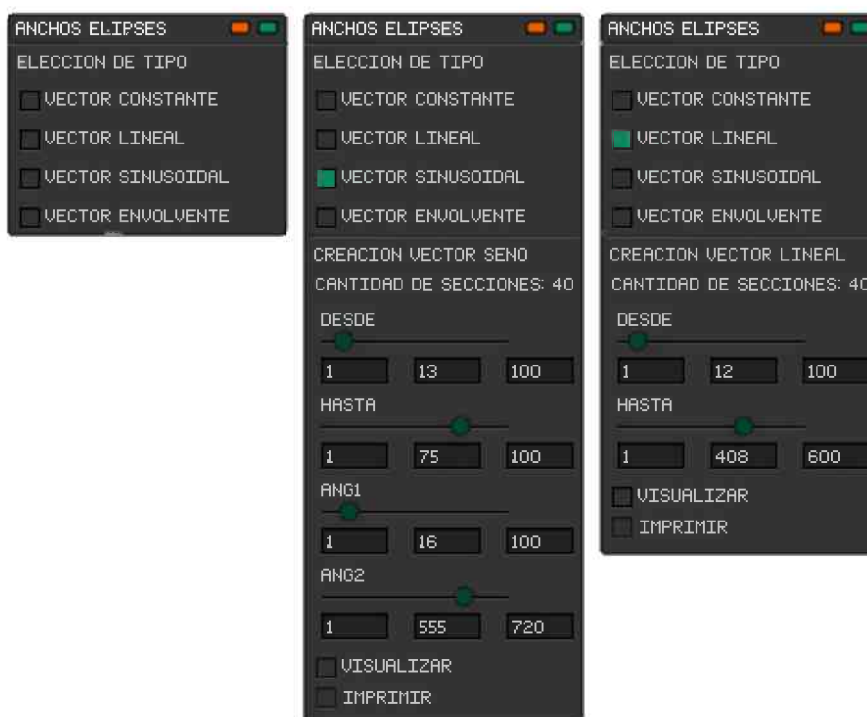 ANCHOS ELIPSES
ELECCION DE TIPO
VECTOR CONSTANTE
VECTOR LINEAL
VECTOR SINUSOIDAL
VECTOR ENVOLVENTE
ANCHOS ELIPSES
ELECCION DE TIPO
VECTOR CONSTANTE
VECTOR LINEAL
VECTOR SINUSOIDAL
VECTOR ENVOLVENTE
CREACION VECTOR SENO
CANTIDAD DE SECCIONES: 40
DESDE
1 13 100
HASTA
1 75 100
ANG1
1 16 100
ANG2
1 555 720
VISUALIZAR
IMPRIMIR
ANCHOS ELIPSES
ELECCION DE TIPO
VECTOR CONSTANTE
VECTOR LINEAL
VECTOR SINUSOIDAL
VECTOR ENVOLVENTE
CREACION VECTOR LINEAL
CANTIDAD DE SECCIONES: 40
DESDE
1 12 100
HASTA
1 408 600
VISUALIZAR
IMPRIMIR